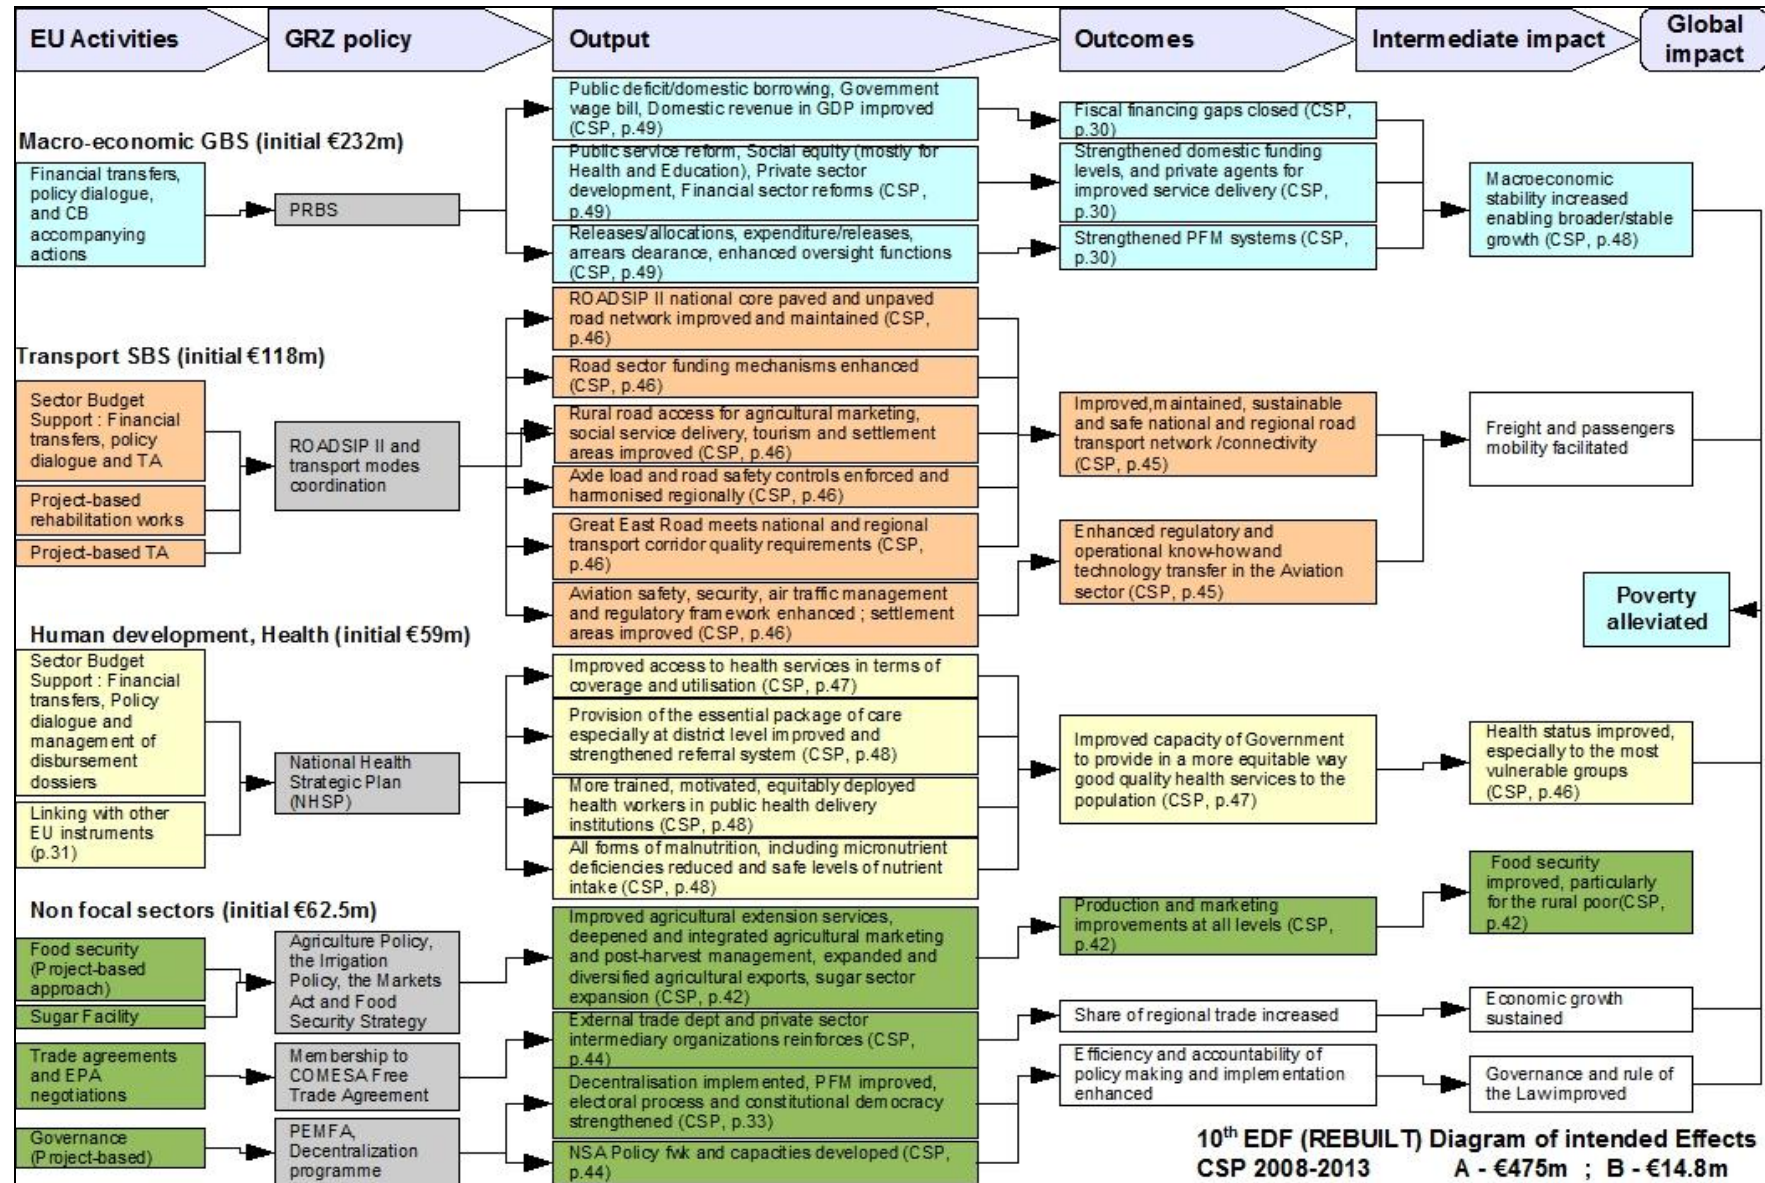 EU Activities
GRZ policy
Output
Outcomes
Intermediate impact
Global
impact
Macro-economic GBS (initial €232m)
Financial transfers,
policy dialogue,
and CB
accompanying
actions
PRBS
Public deficit/domestic borrowing, Government
wage bill, Domestic revenue in GDP improved
(CSP, p.49)
Public service reform, Social equity (mostly for
Health and Education), Private sector
development, Financial sector reforms (CSP,
p.49)
Releases/allocations, expenditure/releases,
arrears clearance, enhanced oversight functions
(CSP, p.49)
Fiscal financing gaps closed (CSP,
p.30)
Strengthened domestic funding
levels, and private agents for
improved service delivery (CSP,
p.30)
Strengthened PFM systems (CSP,
p.30)
Macroeconomic
stability increased
enabling broader/stable
growth (CSP, p.48)
Transport SBS (initial €118m)
Sector Budget
Support : Financial
transfers, policy
dialogue and TA
Project-based
rehabilitation works
Project-based TA
ROADSIP II and
transport modes
coordination
ROADSIP II national core paved and unpaved
road network improved and maintained (CSP,
p.46)
Road sector funding mechanisms enhanced
(CSP, p.46)
Rural road access for agricultural marketing,
social service delivery, tourism and settlement
areas improved (CSP, p.46)
Axle load and road safety controls enforced and
harmonised regionally (CSP, p.46)
Great East Road meets national and regional
transport corridor quality requirements (CSP,
p.46)
Aviation safety, security, air traffic management
and regulatory framework enhanced ; settlement
areas improved (CSP, p.46)
Improved,maintained, sustainable
and safe national and regional road
transport network /connectivity
(CSP, p.45)
Enhanced regulatory and
operational know-how and
technology transfer in the Aviation
sector (CSP, p.45)
Freight and passengers
mobility facilitated
Poverty
alleviated
Human development, Health (initial €59m)
Sector Budget
Support : Financial
transfers, Policy
dialogue and
management of
disbursement
dossiers
Linking with other
EU instruments
(p.31)
National Health
Strategic Plan
(NHSP)
Improved access to health services in terms of
coverage and utilisation (CSP, p.47)
Provision of the essential package of care
especially at district level improved and
strengthened referral system (CSP, p.48)
More trained, motivated, equitably deployed
health workers in public health delivery
institutions (CSP, p.48)
All forms of malnutrition, including micronutrient
deficiencies reduced and safe levels of nutrient
intake (CSP, p.48)
Improved capacity of Government
to provide in a more equitable way
good quality health services to the
population (CSP, p.47)
Health status improved,
especially to the most
vulnerable groups
(CSP, p.46)
Non focal sectors (initial €62.5m)
Food security
(Project-based
approach)
Sugar Facility
Trade agreements
and EPA
negotiations
Governance
(Project-based)
Agriculture Policy,
the Irrigation
Policy, the Markets
Act and Food
Security Strategy
Membership to
COMESA Free
Trade Agreement
PEMFA,
Decentralization
programme
Improved agricultural extension services,
deepened and integrated agricultural marketing
and post-harvest management, expanded and
diversified agricultural exports, sugar sector
expansion (CSP, p.42)
External trade dept and private sector
intermediary organizations reinforces (CSP,
p.44)
Decentralisation implemented, PFM improved,
electoral process and constitutional democracy
strengthened (CSP, p.33)
NSA Policy fwk and capacities developed (CSP,
p.44)
Production and marketing
improvements at all levels (CSP,
p.42)
Share of regional trade increased
Efficiency and accountability of
policy making and implementation
enhanced
Food security
improved, particularly
for the rural poor(CSP,
p.42)
Economic growth
sustained
Governance and rule of
the Law improved
10th EDF (REBUILT) Diagram of intended Effects
CSP 2008-2013 A - €475m ; B - €14.8m